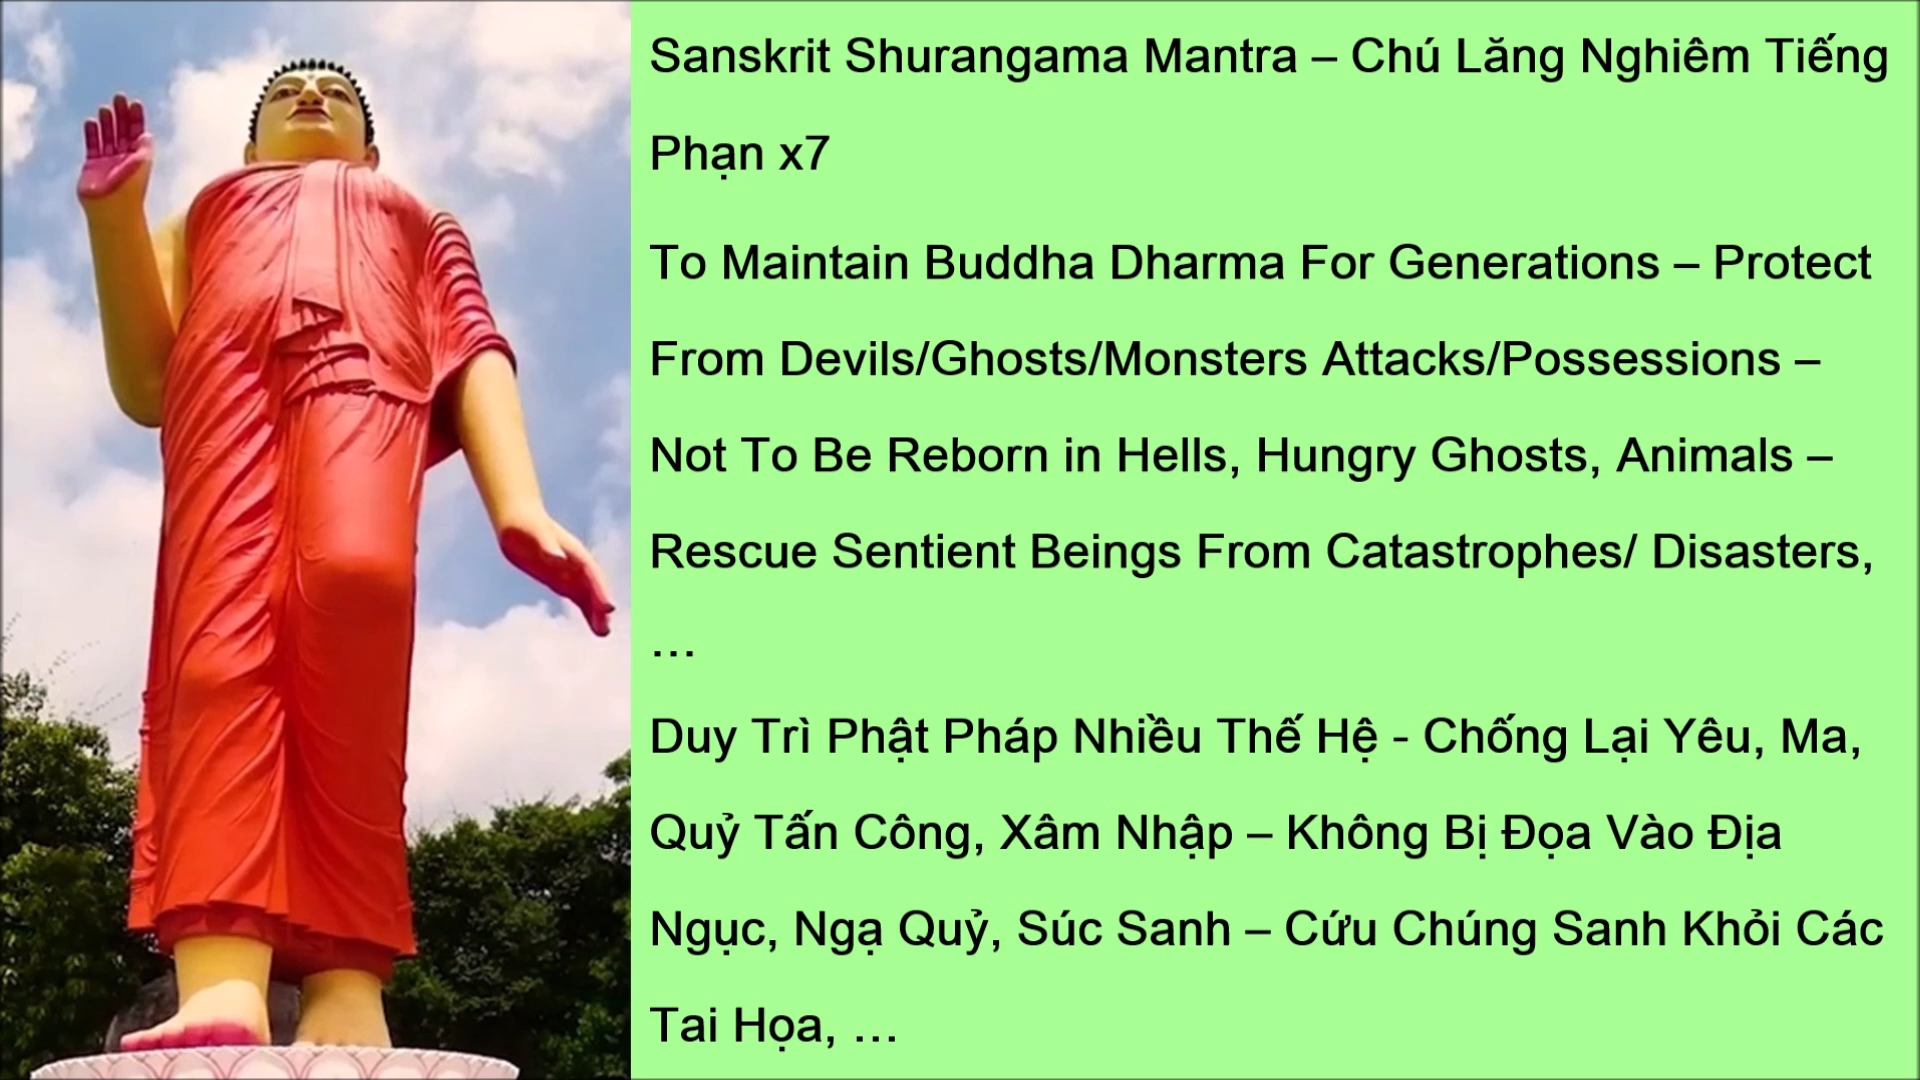 Sanskrit Shurangama Mantra – Chú Lăng Nghiêm Tiếng
Phạn x7
To Maintain Buddha Dharma For Generations – Protect
From Devils/Ghosts/Monsters Attacks/Possessions –
Not To Be Reborn in Hells, Hungry Ghosts, Animals –
Rescue Sentient Beings From Catastrophes/ Disasters,
…
Duy Trì Phật Pháp Nhiều Thế Hệ - Chống Lại Yêu, Ma,
Quỷ Tấn Công, Xâm Nhập – Không Bị Đọa Vào Địa
Ngục, Ngạ Quỷ, Súc Sanh – Cứu Chúng Sanh Khỏi Các
Tai Họa, …